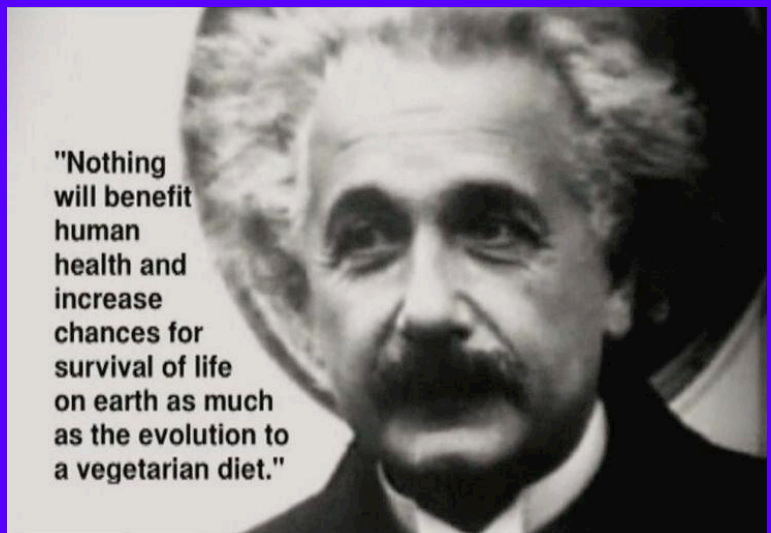 "Nothing
will benefit
human
health and
increase
chances for
survival of life
on earth as much
as the evolution to
a vegetarian diet."